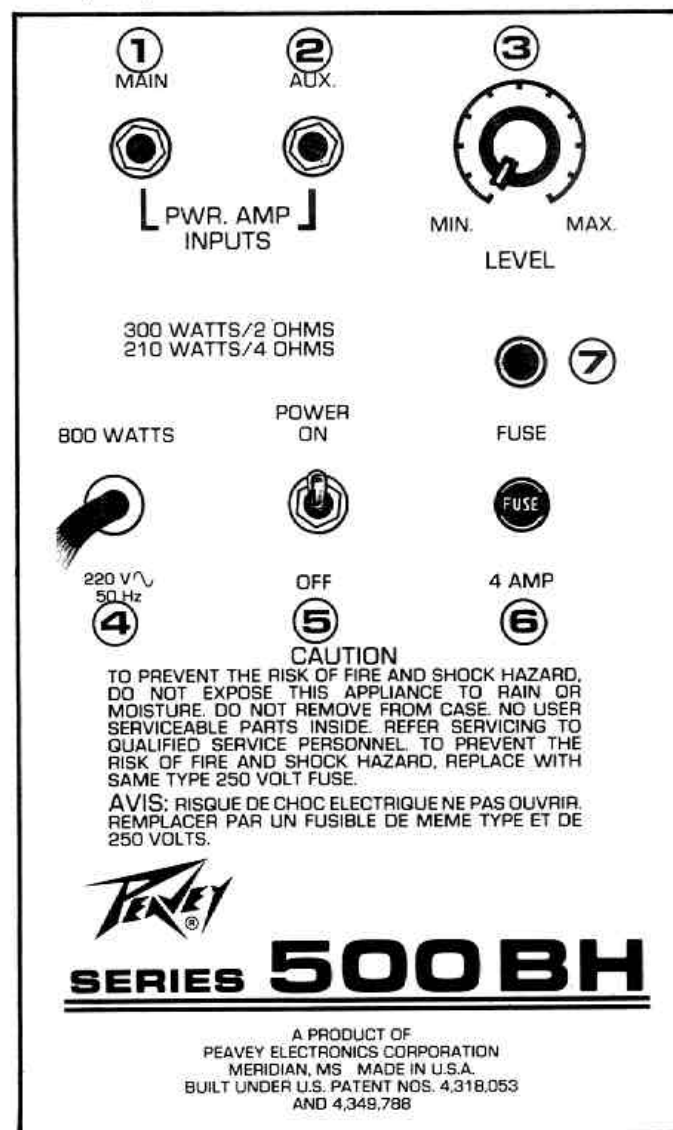 ① ② ③
MAIN AUX.
PWR. AMP
INPUTS
MIN. MAX.
LEVEL
300 WATTS/2 OHMS
210 WATTS/4 OHMS
⑦
POWER
800 WATTS ON FUSE
FUSE
220 V∿ OFF 4 AMP
50 Hz
④ ⑤ ⑥
CAUTION
TO PREVENT THE RISK OF FIRE AND SHOCK HAZARD,
DO NOT EXPOSE THIS APPLIANCE TO RAIN OR
MOISTURE. DO NOT REMOVE FROM CASE. NO USER
SERVICEABLE PARTS INSIDE. REFER SERVICING TO
QUALIFIED SERVICE PERSONNEL. TO PREVENT THE
RISK OF FIRE AND SHOCK HAZARD, REPLACE WITH
SAME TYPE 250 VOLT FUSE.
AVIS: RISQUE DE CHOC ELECTRIQUE NE PAS OUVRIR.
REMPLACER PAR UN FUSIBLE DE MEME TYPE ET DE
250 VOLTS.
PEAVEY®
SERIES 500 BH
A PRODUCT OF
PEAVEY ELECTRONICS CORPORATION
MERIDIAN, MS MADE IN U.S.A.
BUILT UNDER U.S. PATENT NOS. 4,318,053
AND 4,349,788